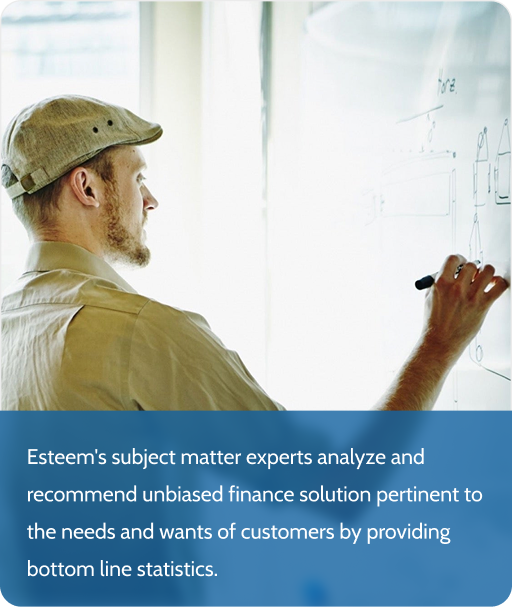 Esteem's subject matter experts analyze and
recommend unbiased finance solution pertinent to
the needs and wants of customers by providing
bottom line statistics.